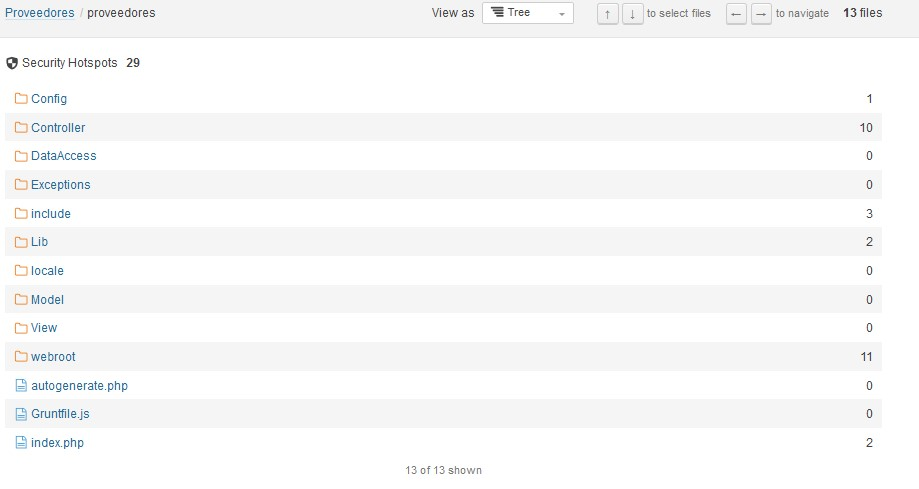 Proveedores / proveedores View as Tree ↑ ↓ to select files ← → to navigate 13 files
Security Hotspots 29
Config 1
Controller 10
DataAccess 0
Exceptions 0
include 3
Lib 2
locale 0
Model 0
View 0
webroot 11
autogenerate.php 0
Gruntfile.js 0
index.php 2
13 of 13 shown